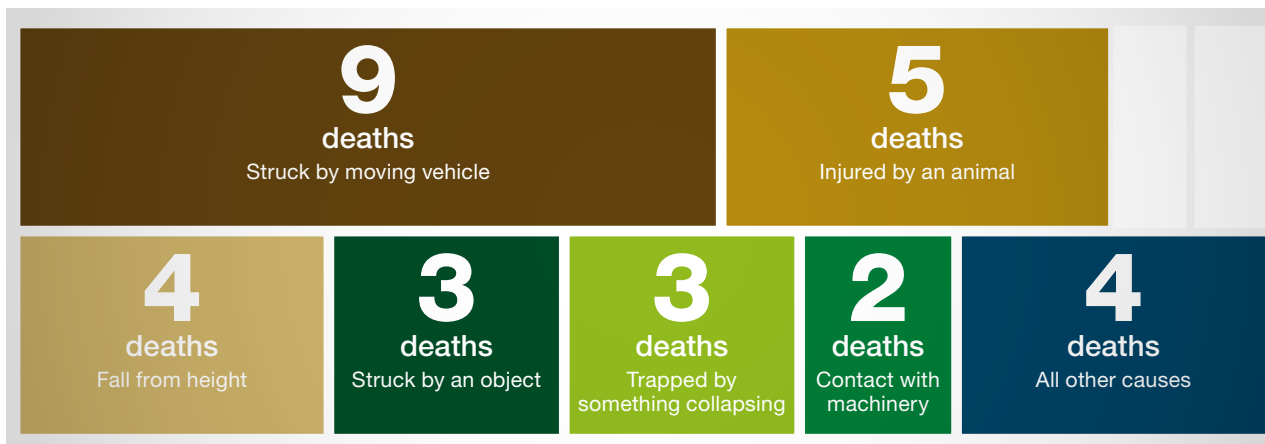 9
deaths
Struck by moving vehicle
5
deaths
Injured by an animal
4
deaths
Fall from height
3
deaths
Struck by an object
3
deaths
Trapped by
something collapsing
2
deaths
Contact with
machinery
4
deaths
All other causes